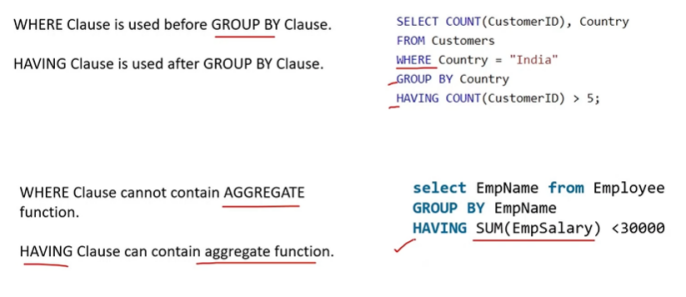 WHERE Clause is used before GROUP BY Clause.
HAVING Clause is used after GROUP BY Clause.
SELECT COUNT(CustomerID), Country
FROM Customers
WHERE Country = "India"
GROUP BY Country
HAVING COUNT(CustomerID) > 5;
WHERE Clause cannot contain AGGREGATE
function.
HAVING Clause can contain aggregate function.
select EmpName from Employee
GROUP BY EmpName
HAVING SUM(EmpSalary) <30000